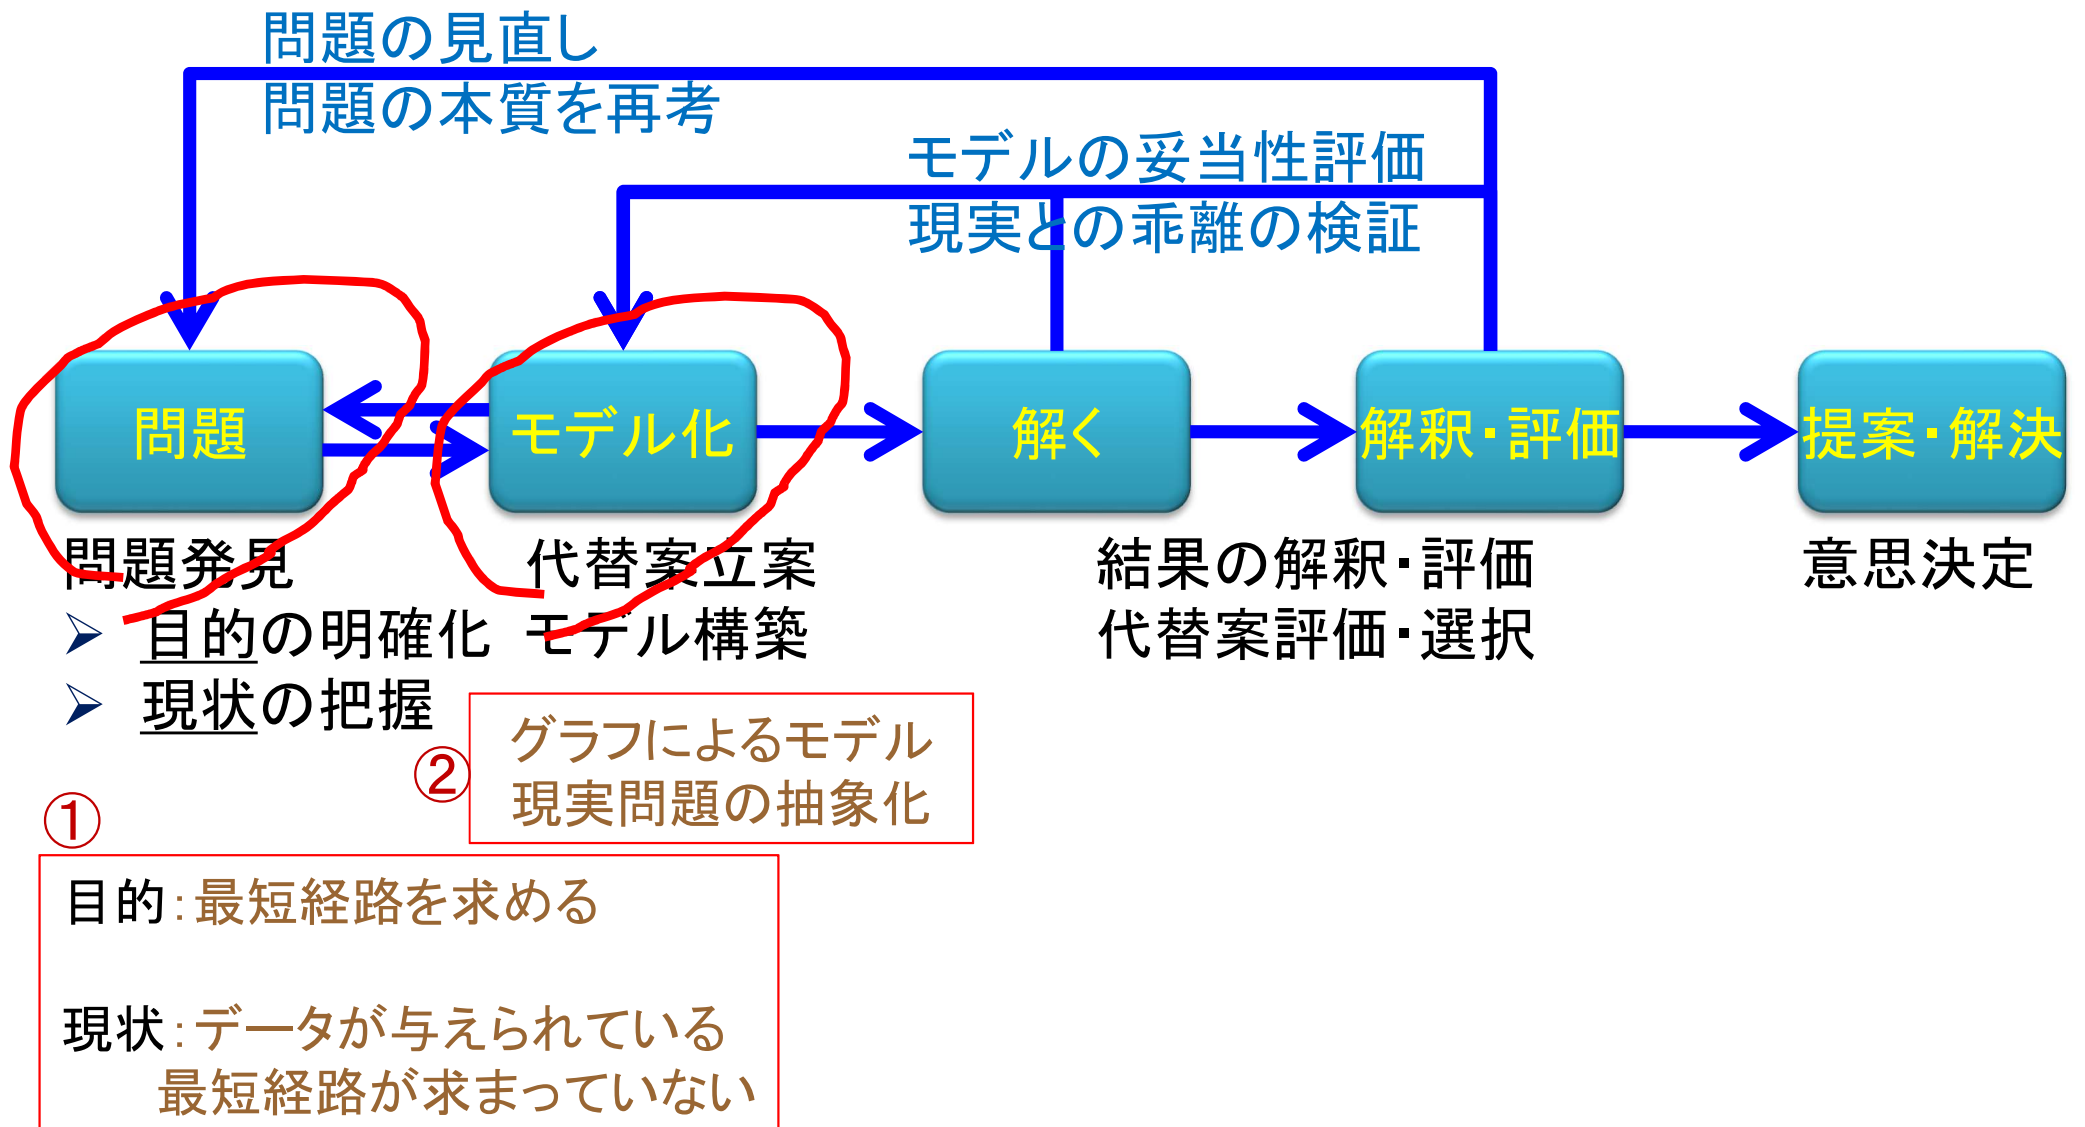 問題の見直し
問題の本質を再考
モデルの妥当性評価
現実との乖離の検証
問題
モデル化
解く
解釈・評価
提案・解決
問題発見
➢ 目的の明確化
➢ 現状の把握
代替案立案
モデル構築
結果の解釈・評価
代替案評価・選択
意思決定
②
グラフによるモデル
現実問題の抽象化
①
目的:最短経路を求める
現状:データが与えられている
最短経路が求まっていない